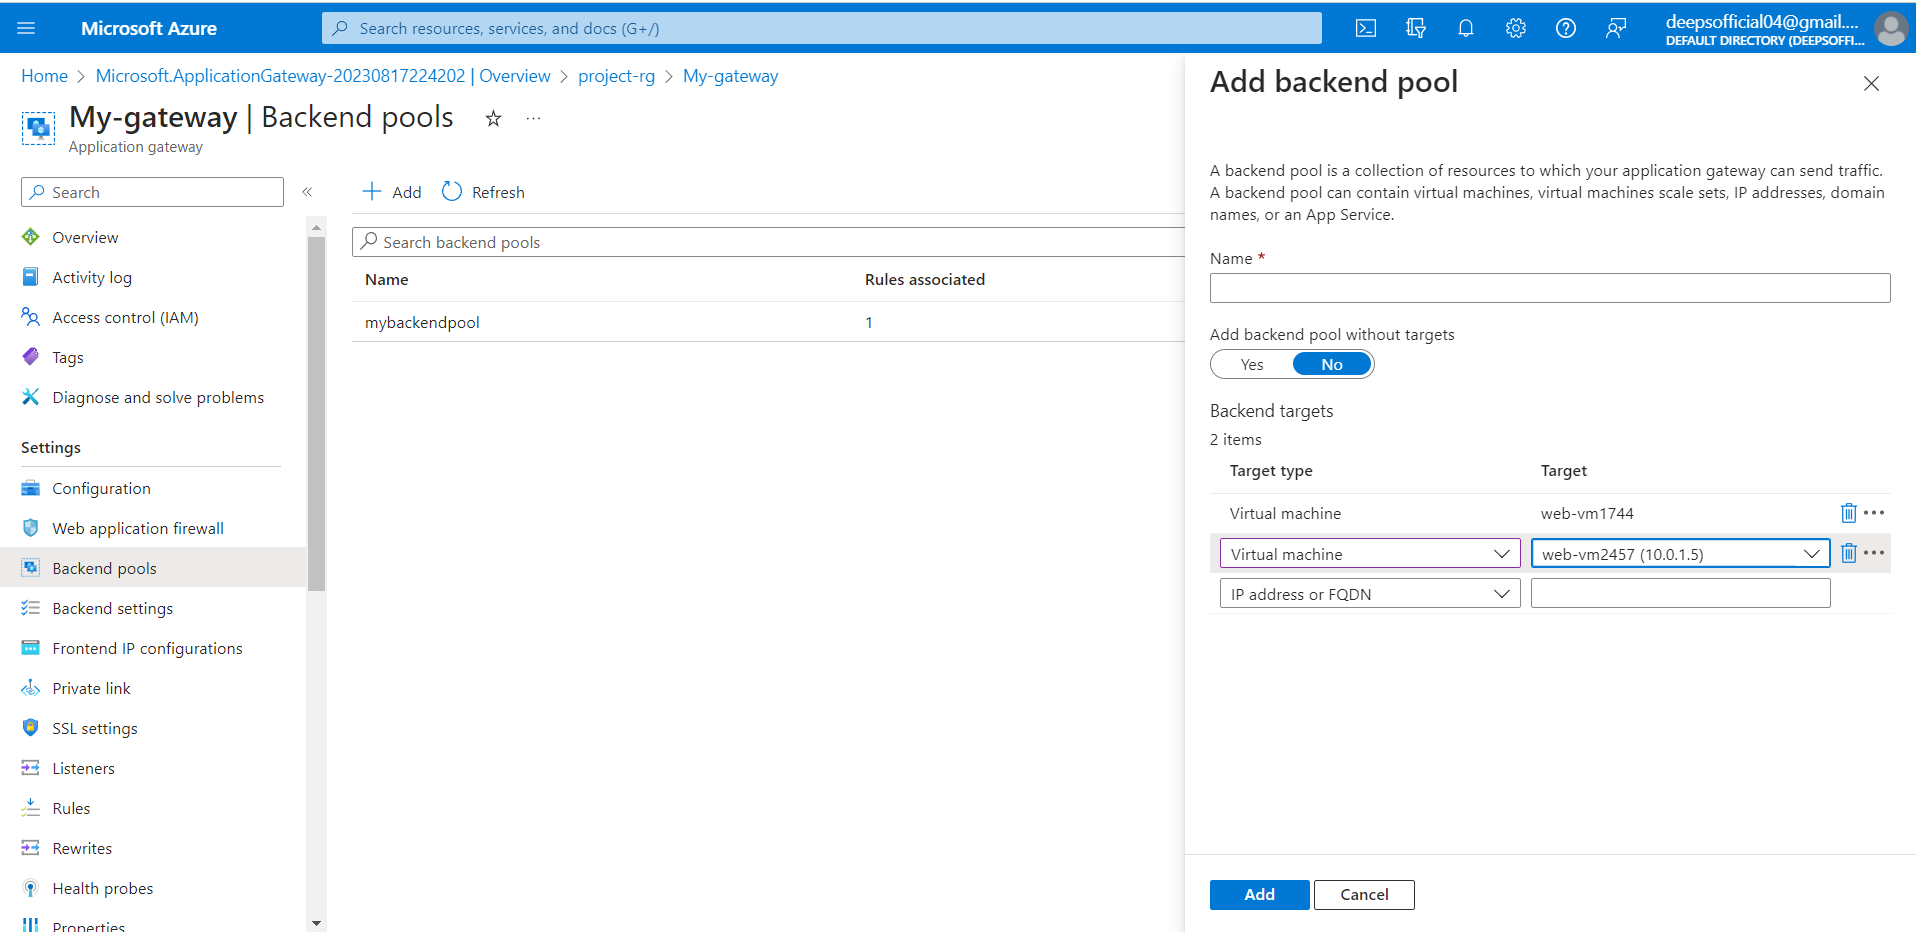 Microsoft Azure
Search resources, services, and docs (G+/)
deepsofficial04@gmail....
DEFAULT DIRECTORY (DEEPSOFFI...
Home > Microsoft.ApplicationGateway-20230817224202 | Overview > project-rg > My-gateway
My-gateway | Backend pools
Application gateway
Search
Overview
Activity log
Access control (IAM)
Tags
Diagnose and solve problems
Settings
Configuration
Web application firewall
Backend pools
Backend settings
Frontend IP configurations
Private link
SSL settings
Listeners
Rules
Rewrites
Health probes
Properties
Add
Refresh
Search backend pools
Name
Rules associated
mybackendpool
1
Add backend pool
A backend pool is a collection of resources to which your application gateway can send traffic.
A backend pool can contain virtual machines, virtual machines scale sets, IP addresses, domain
names, or an App Service.
Name *
Add backend pool without targets
Yes
No
Backend targets
2 items
Target type
Target
Virtual machine
web-vm1744
Virtual machine
web-vm2457 (10.0.1.5)
IP address or FQDN
Add
Cancel